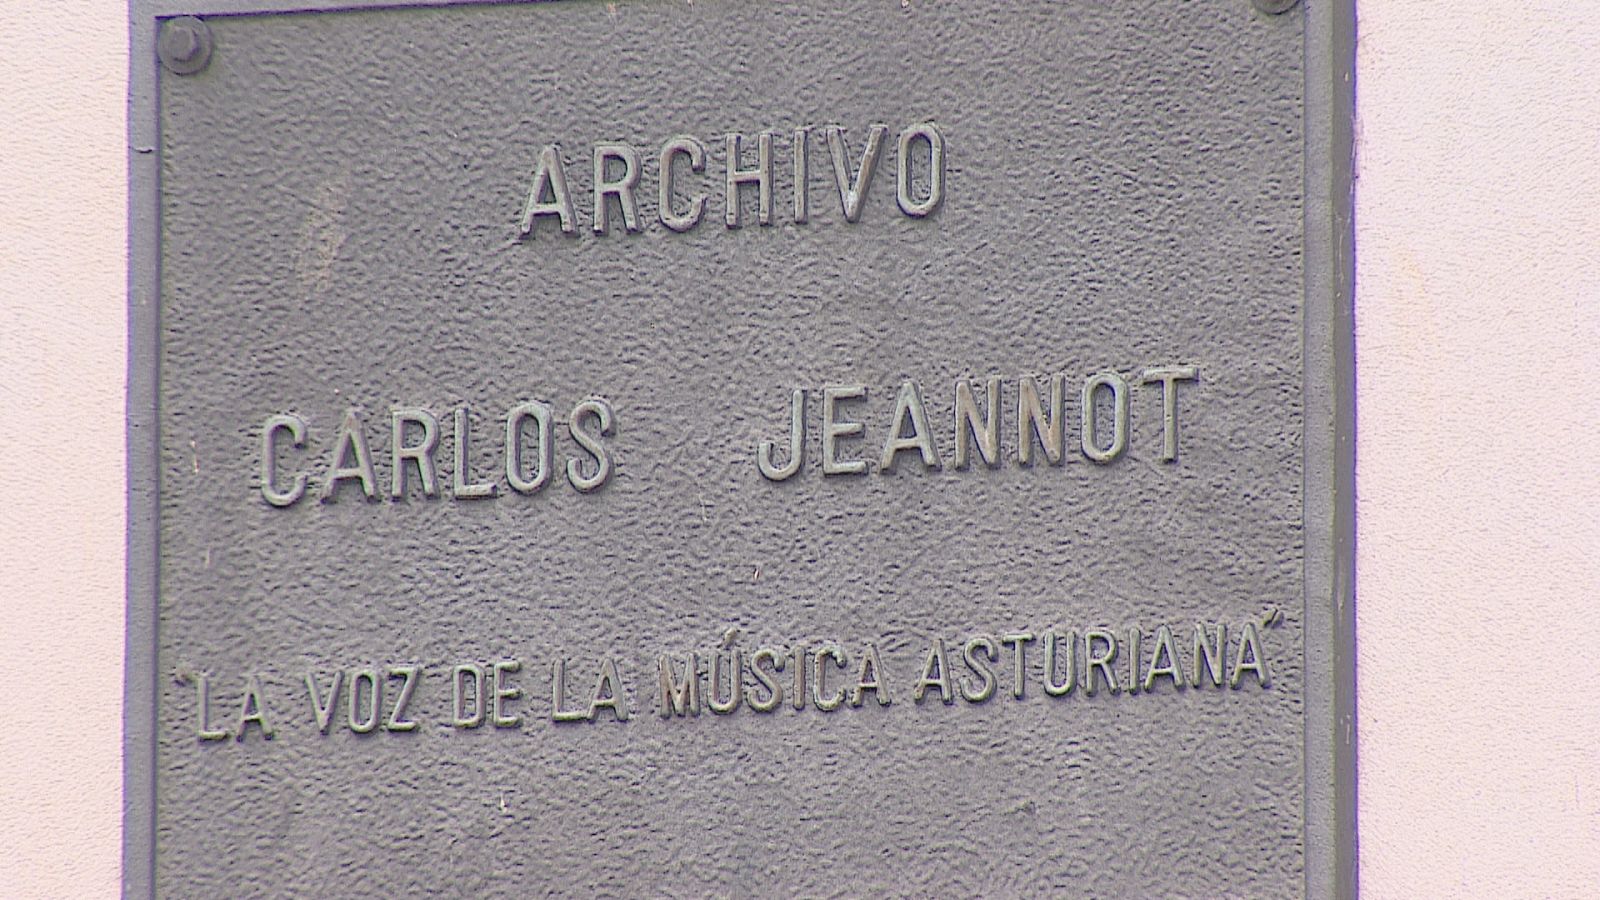 ARCHIVO
CARLOS JEANNOT
"LA VOZ DE LA MÚSICA ASTURIANA"